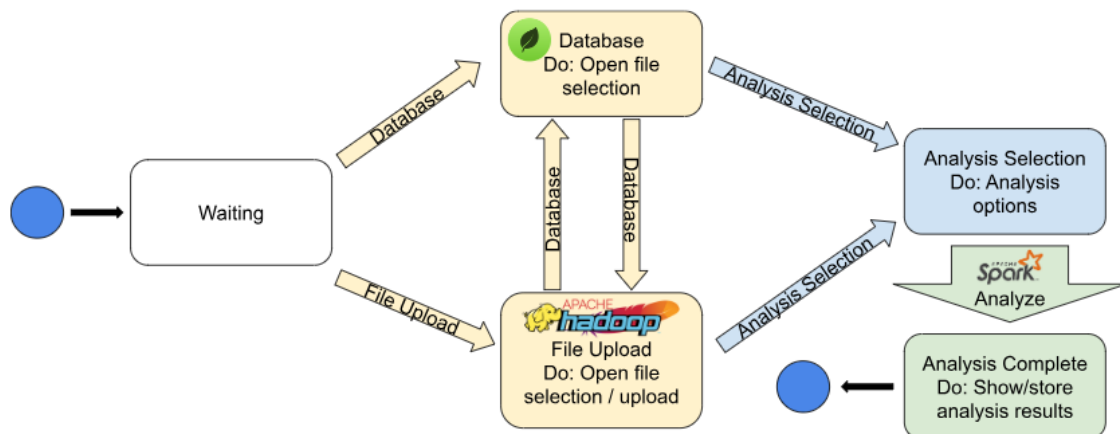 Database
Do: Open file
selection
Database
Analysis Selection
Waiting
Database
Database
Analysis Selection
Do: Analysis
options
File Upload
APACHE
hadoop
File Upload
Do: Open file
selection / upload
Analysis Selection
APACHE
Spark
Analyze
Analysis Complete
Do: Show/store
analysis results